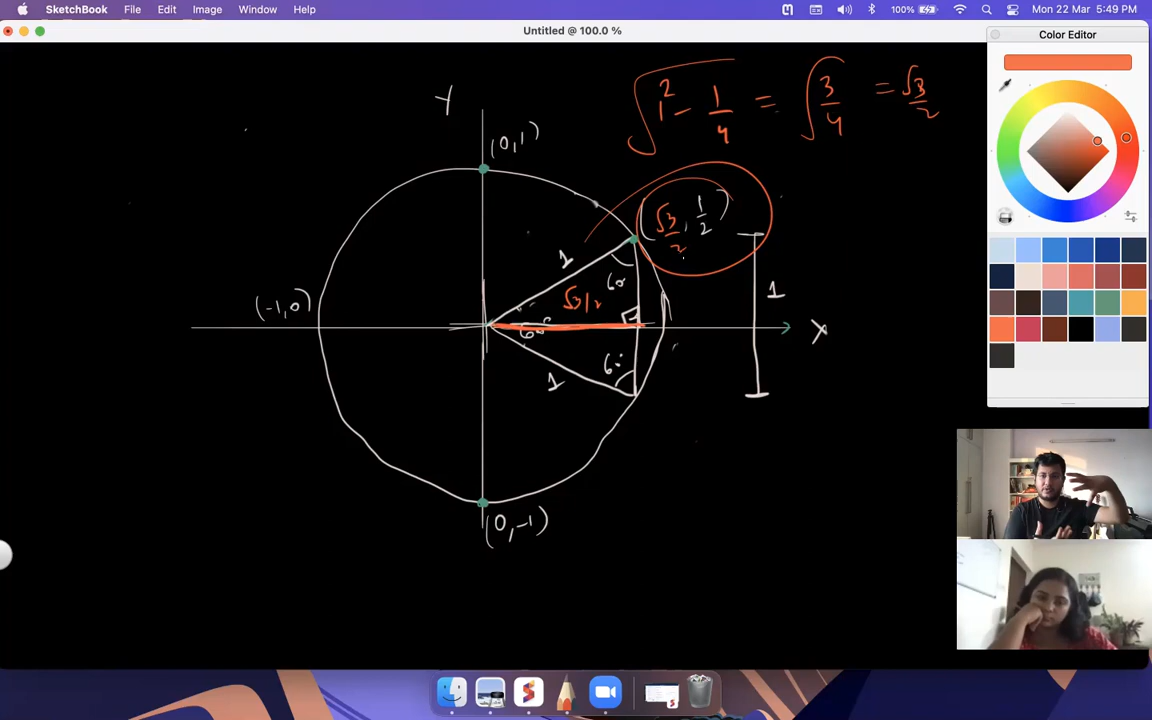 SketchBook File Edit Image Window Help 100% Mon 22 Mar 5:49 PM
Untitled @ 100.0 %
Color Editor
Y
√1² - 1/4 = √3/4 = √3/2
(0,1)
(√3/2, 1/2)
1
60
√3/2
1
(-1,0)
60°
X
60
1
(0,-1)